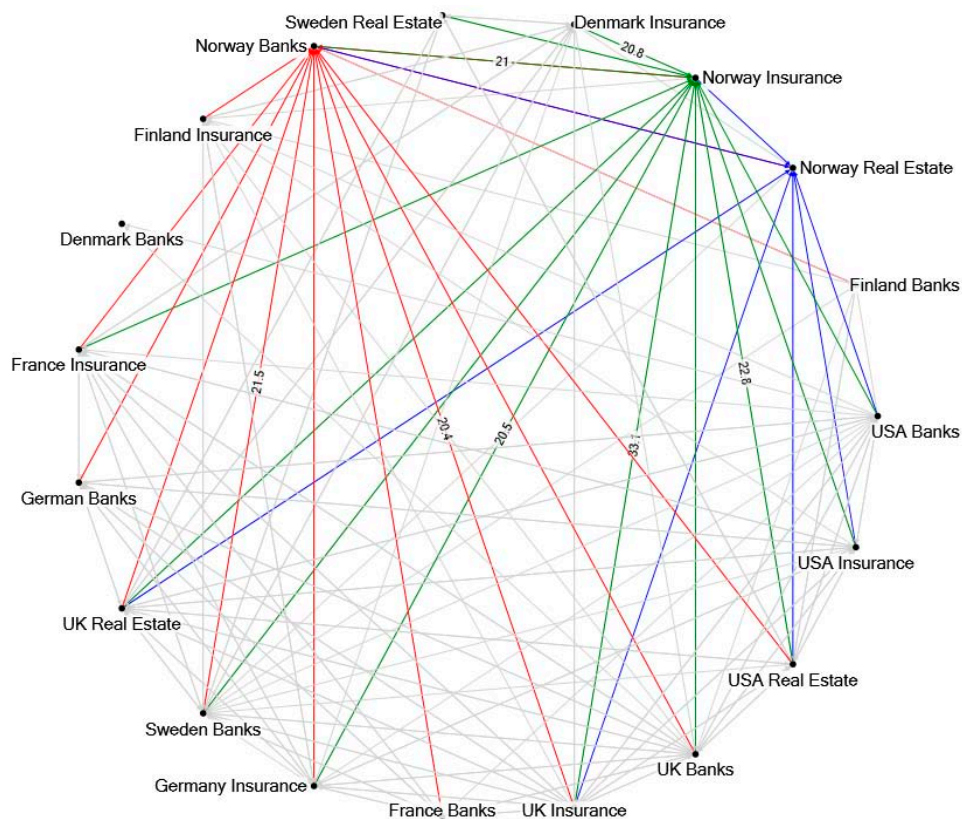 Sweden Real Estate
Denmark Insurance
Norway Banks
21
20.8
Norway Insurance
Finland Insurance
Norway Real Estate
Denmark Banks
Finland Banks
France Insurance
21.5
22.8
20.4
20.5
33.1
USA Banks
German Banks
USA Insurance
UK Real Estate
USA Real Estate
Sweden Banks
UK Banks
Germany Insurance
France Banks
UK Insurance